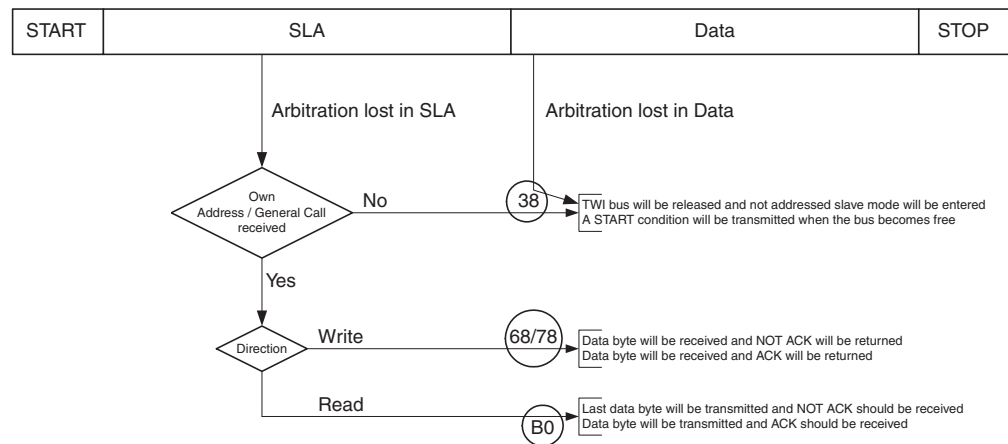 START SLA Data STOP
Arbitration lost in SLA Arbitration lost in Data
Own
Address / General Call
received
No
38
TWI bus will be released and not addressed slave mode will be entered
A START condition will be transmitted when the bus becomes free
Yes
Direction
Write
68/78
Data byte will be received and NOT ACK will be returned
Data byte will be received and ACK will be returned
Read
B0
Last data byte will be transmitted and NOT ACK should be received
Data byte will be transmitted and ACK should be received